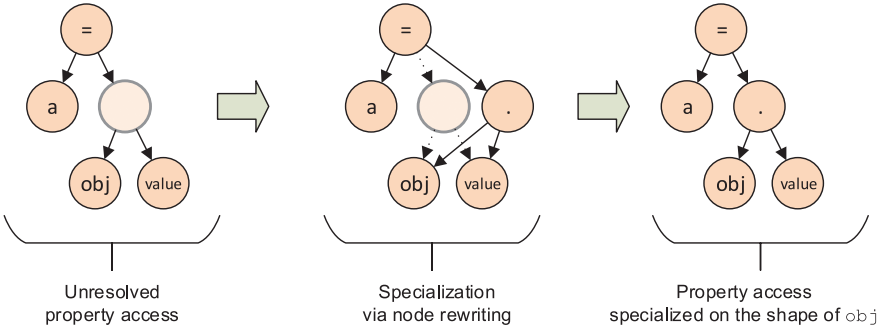 =
a
obj
value
=
a
.
obj
value
=
a
.
obj
value
Unresolved
property access
Specialization
via node rewriting
Property access
specialized on the shape of obj